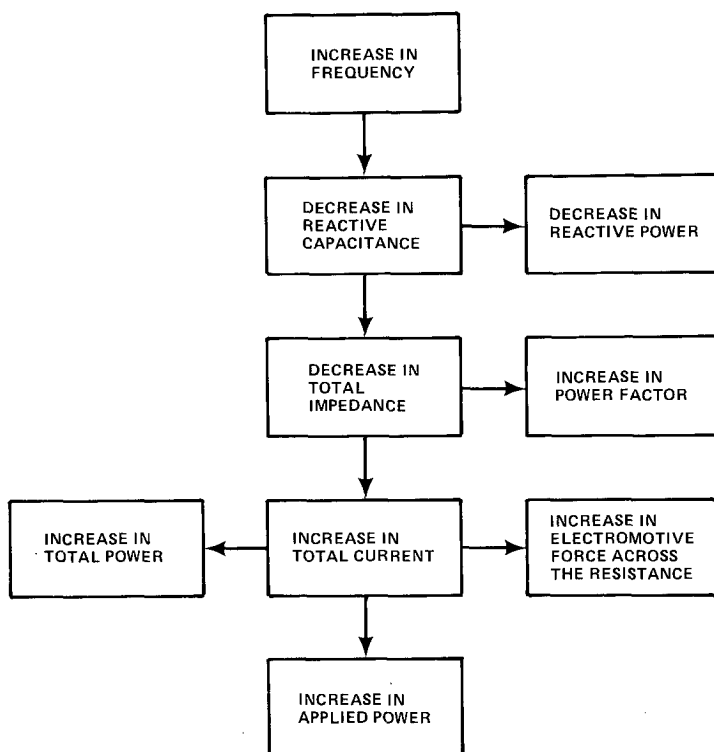 INCREASE IN
FREQUENCY
DECREASE IN
REACTIVE
CAPACITANCE
DECREASE IN
REACTIVE POWER
DECREASE IN
TOTAL
IMPEDANCE
INCREASE IN
POWER FACTOR
INCREASE IN
TOTAL POWER
INCREASE IN
TOTAL CURRENT
INCREASE IN
ELECTROMOTIVE
FORCE ACROSS
THE RESISTANCE
INCREASE IN
APPLIED POWER